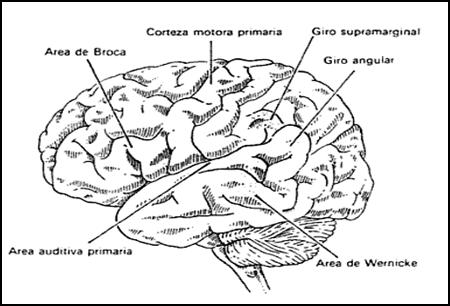 Corteza motora primaria
Giro supramarginal
Area de Broca
Giro angular
Area auditiva primaria
Area de Wernicke